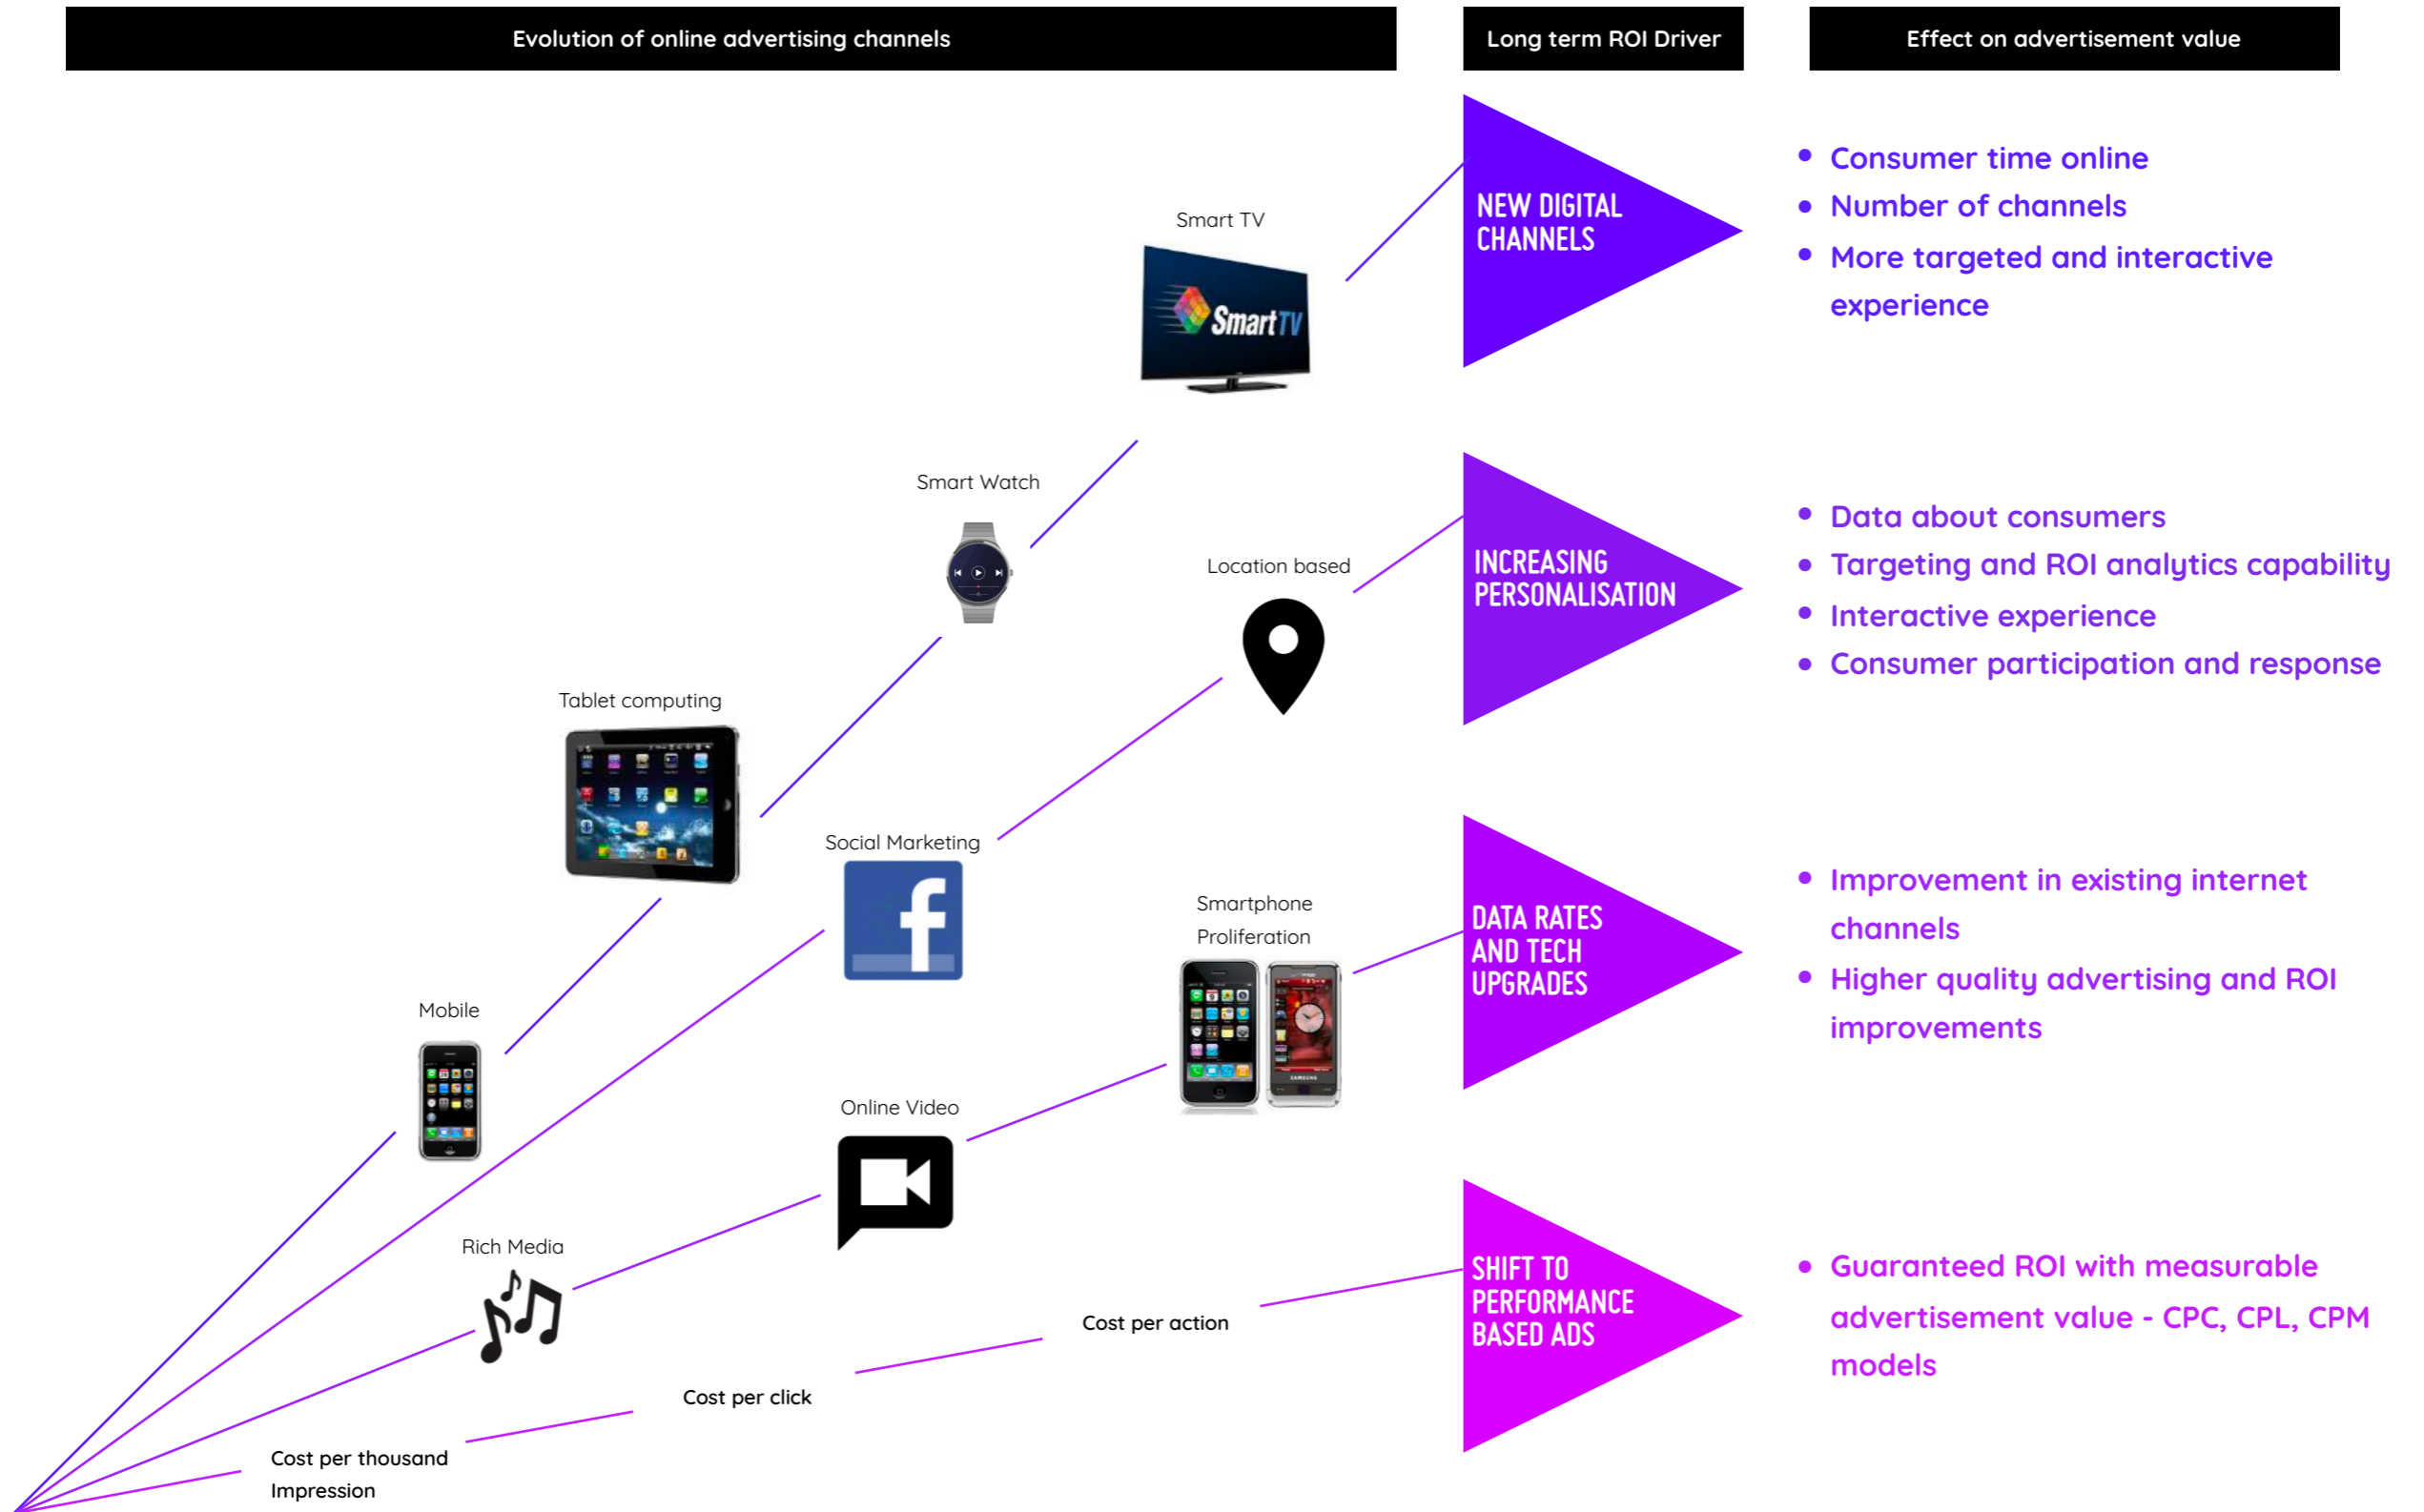 Evolution of online advertising channels
Long term ROI Driver
Effect on advertisement value
Smart TV
SmartTV
NEW DIGITAL
CHANNELS
• Consumer time online
• Number of channels
• More targeted and interactive
experience
Smart Watch
Location based
INCREASING
PERSONALISATION
• Data about consumers
• Targeting and ROI analytics capability
• Interactive experience
• Consumer participation and response
Tablet computing
Social Marketing
f
Smartphone
Proliferation
SAMSUNG
DATA RATES
AND TECH
UPGRADES
• Improvement in existing internet
channels
• Higher quality advertising and ROI
improvements
Mobile
Online Video
Rich Media
SHIFT TO
PERFORMANCE
BASED ADS
• Guaranteed ROI with measurable
advertisement value - CPC, CPL, CPM
models
Cost per action
Cost per click
Cost per thousand
Impression